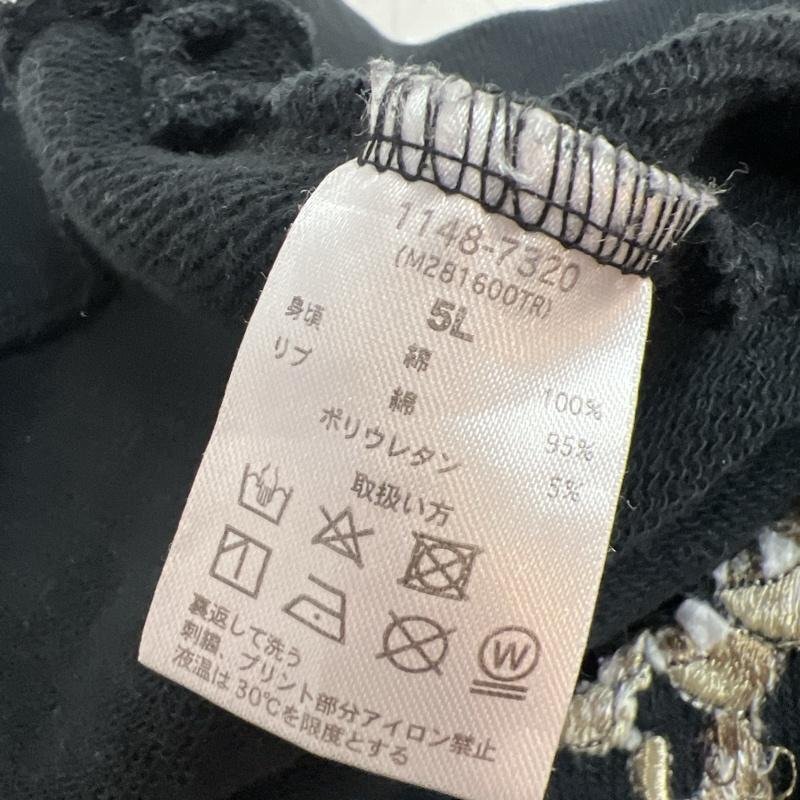 1148-7320
(M281600TR)
5L
身頃 綿 100%
リブ 綿 95%
ポリウレタン 5%
取扱い方
W
裏返して洗う
刺繍、プリント部分アイロン禁止
液温は30℃を限度とする